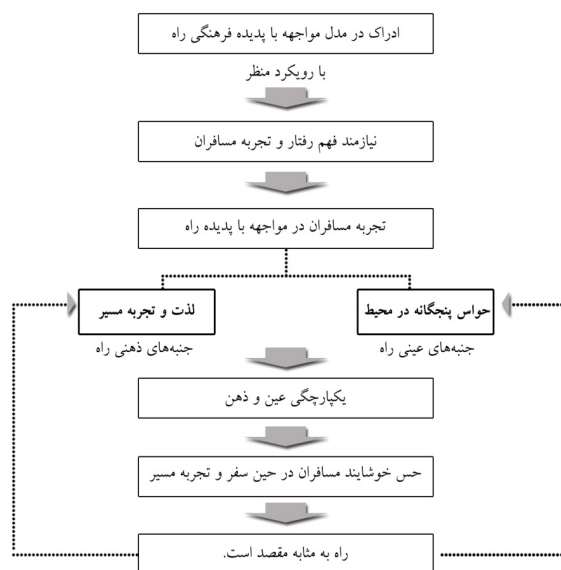 ادراک در مدل مواجهه با پدیده فرهنگی راه
با رویکرد منظر
نیازمند فهم رفتار و تجربه مسافران
تجربه مسافران در مواجهه با پدیده راه
حواس پنجگانه در محیط
جنبه‌های عینی راه
لذت و تجربه مسیر
جنبه‌های ذهنی راه
یکپارچگی عین و ذهن
حس خوشایند مسافران در حین سفر و تجربه مسیر
راه به مثابه مقصد است.